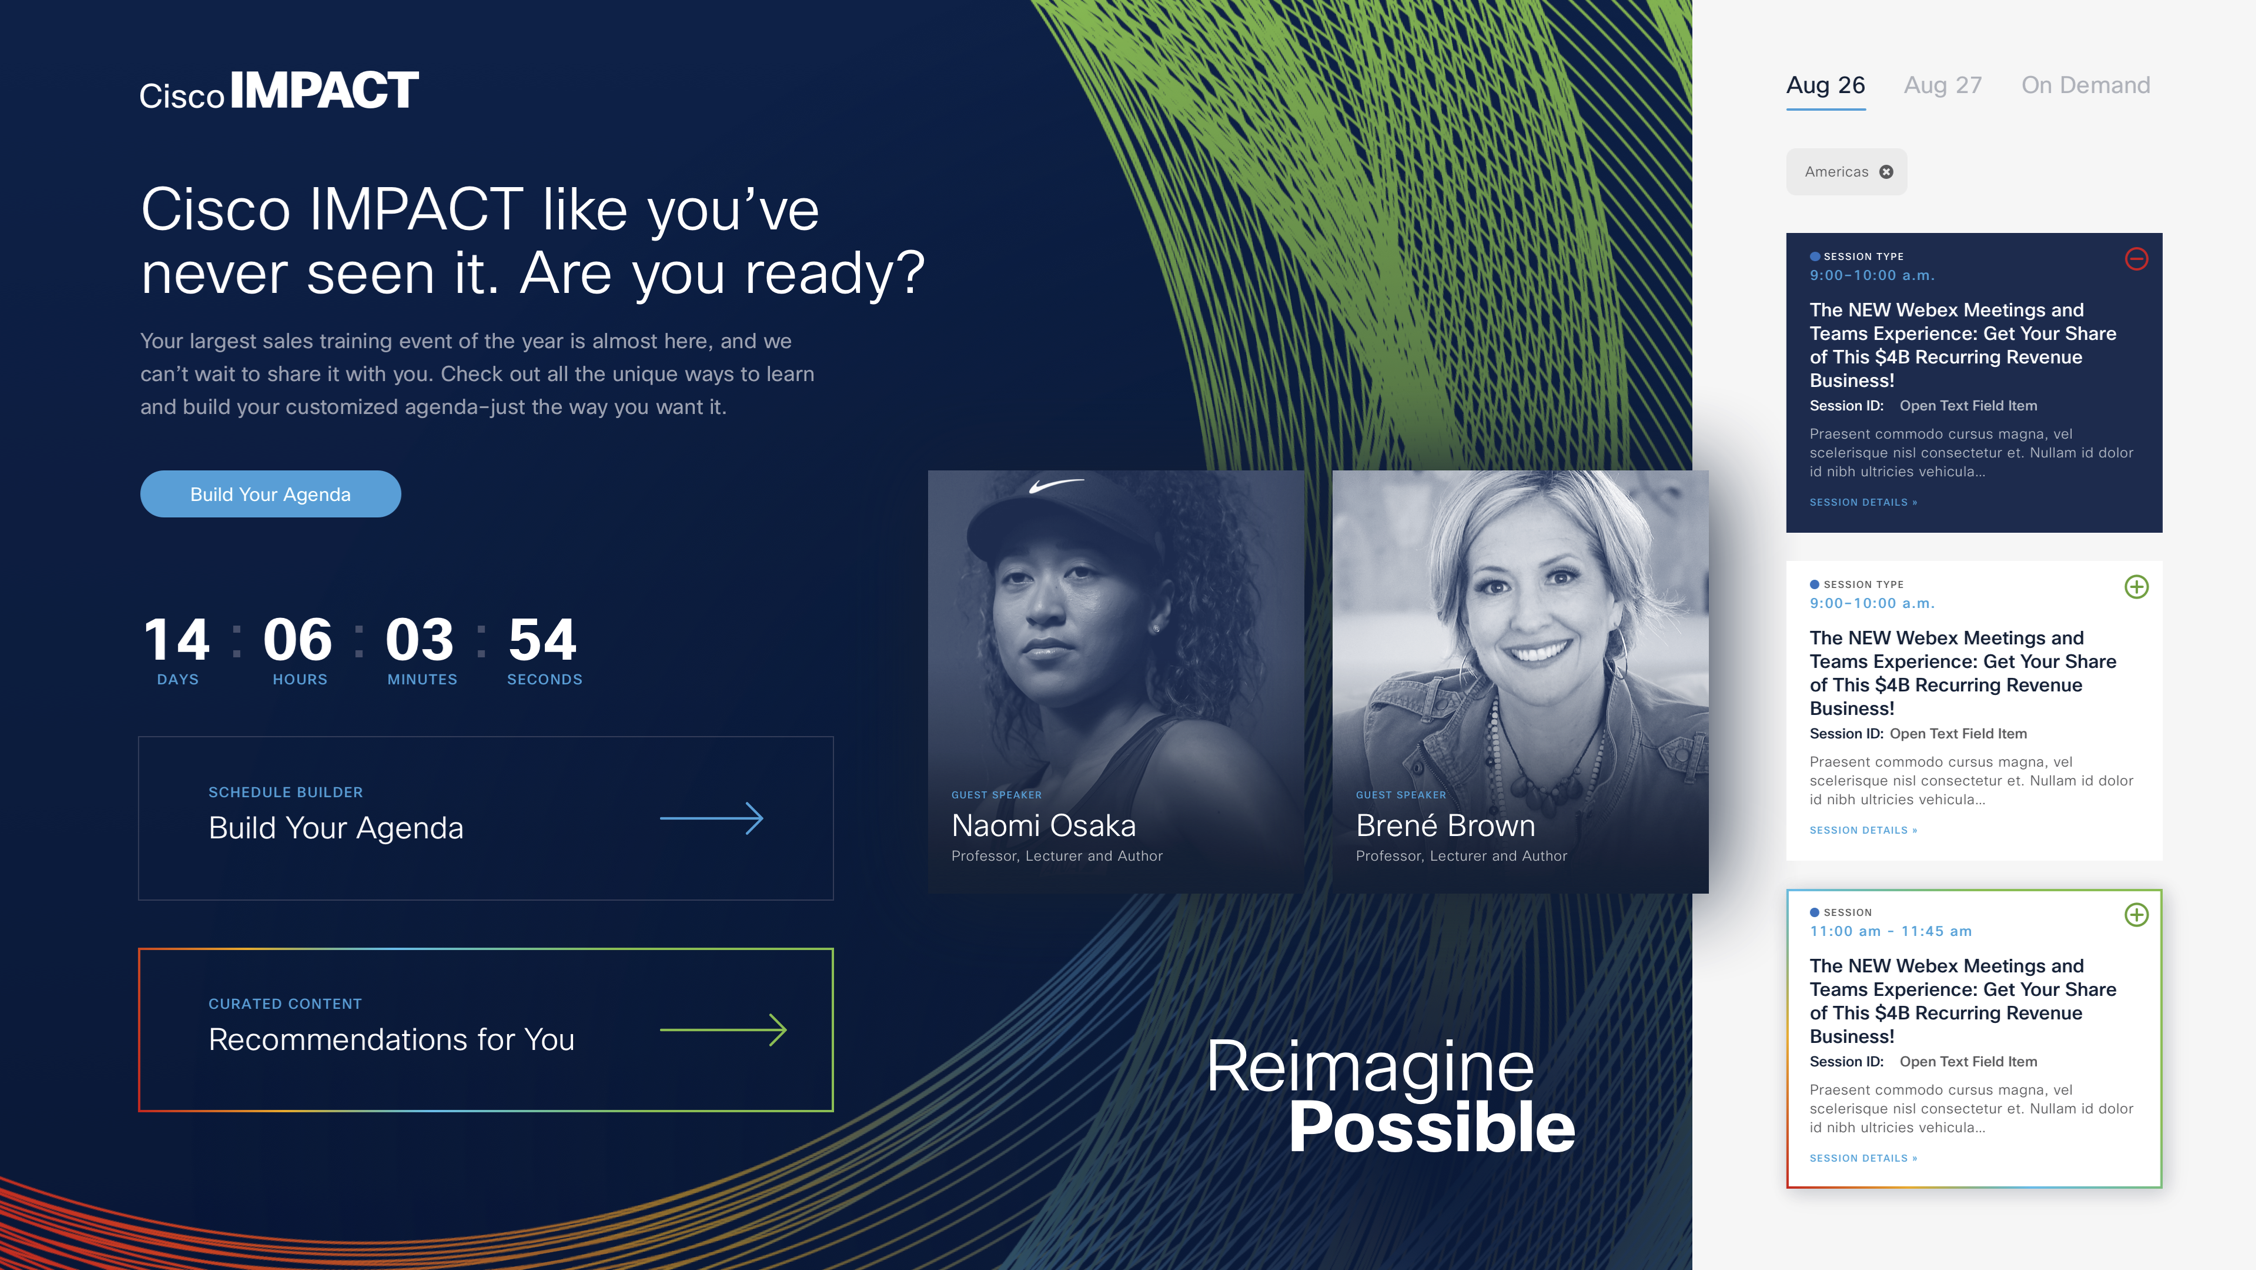 Cisco IMPACT
Cisco IMPACT like you’ve
never seen it. Are you ready?
Your largest sales training event of the year is almost here, and we
can’t wait to share it with you. Check out all the unique ways to learn
and build your customized agenda–just the way you want it.
Build Your Agenda
14 : 06 : 03 : 54
DAYS HOURS MINUTES SECONDS
SCHEDULE BUILDER
Build Your Agenda
CURATED CONTENT
Recommendations for You
GUEST SPEAKER
Naomi Osaka
Professor, Lecturer and Author
GUEST SPEAKER
Brené Brown
Professor, Lecturer and Author
Reimagine
Possible
Aug 26 Aug 27 On Demand
Americas
SESSION TYPE
9:00–10:00 a.m.
The NEW Webex Meetings and
Teams Experience: Get Your Share
of This $4B Recurring Revenue
Business!
Session ID: Open Text Field Item
Praesent commodo cursus magna, vel
scelerisque nisl consectetur et. Nullam id dolor
id nibh ultricies vehicula...
SESSION DETAILS »
SESSION TYPE
9:00–10:00 a.m.
The NEW Webex Meetings and
Teams Experience: Get Your Share
of This $4B Recurring Revenue
Business!
Session ID: Open Text Field Item
Praesent commodo cursus magna, vel
scelerisque nisl consectetur et. Nullam id dolor
id nibh ultricies vehicula...
SESSION DETAILS »
SESSION
11:00 am - 11:45 am
The NEW Webex Meetings and
Teams Experience: Get Your Share
of This $4B Recurring Revenue
Business!
Session ID: Open Text Field Item
Praesent commodo cursus magna, vel
scelerisque nisl consectetur et. Nullam id dolor
id nibh ultricies vehicula...
SESSION DETAILS »